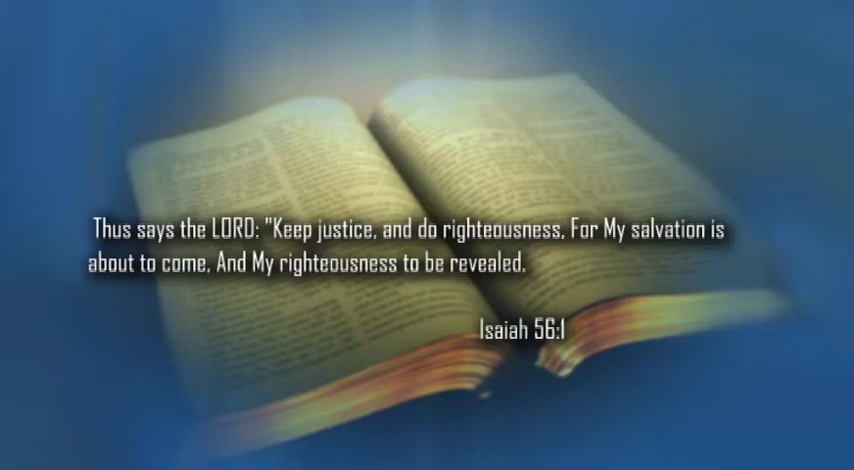 Thus says the LORD: "Keep justice, and do righteousness, For My salvation is
about to come, And My righteousness to be revealed.
Isaiah 56:1